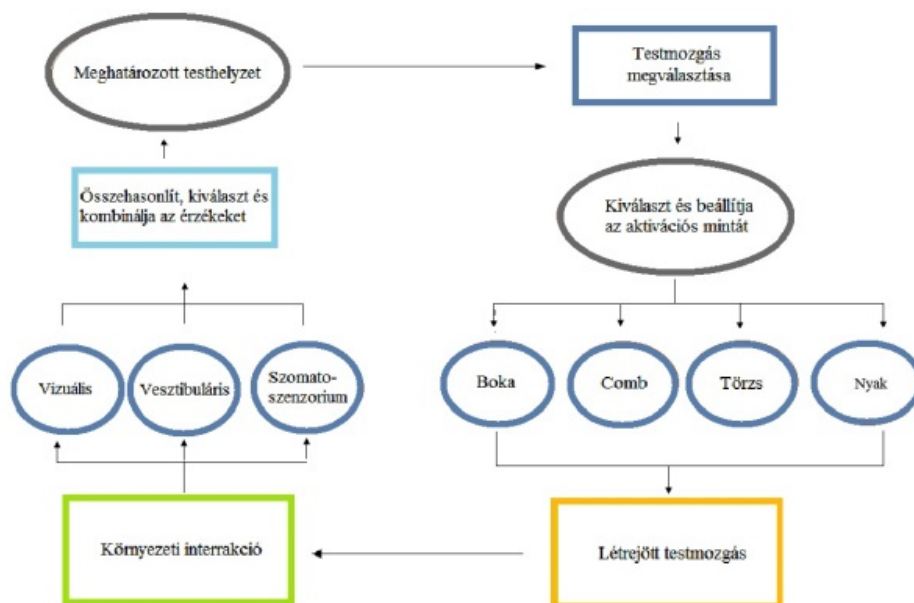 Meghatározott testhelyzet
Testmozgás
megválasztása
Összehasonlít, kiválaszt és
kombinálja az érzékeket
Kiválaszt és beállítja
az aktivációs mintát
Vizuális
Vesztibuláris
Szomato-
szenzorium
Boka
Comb
Törzs
Nyak
Környezeti interrakció
Létrejött testmozgás